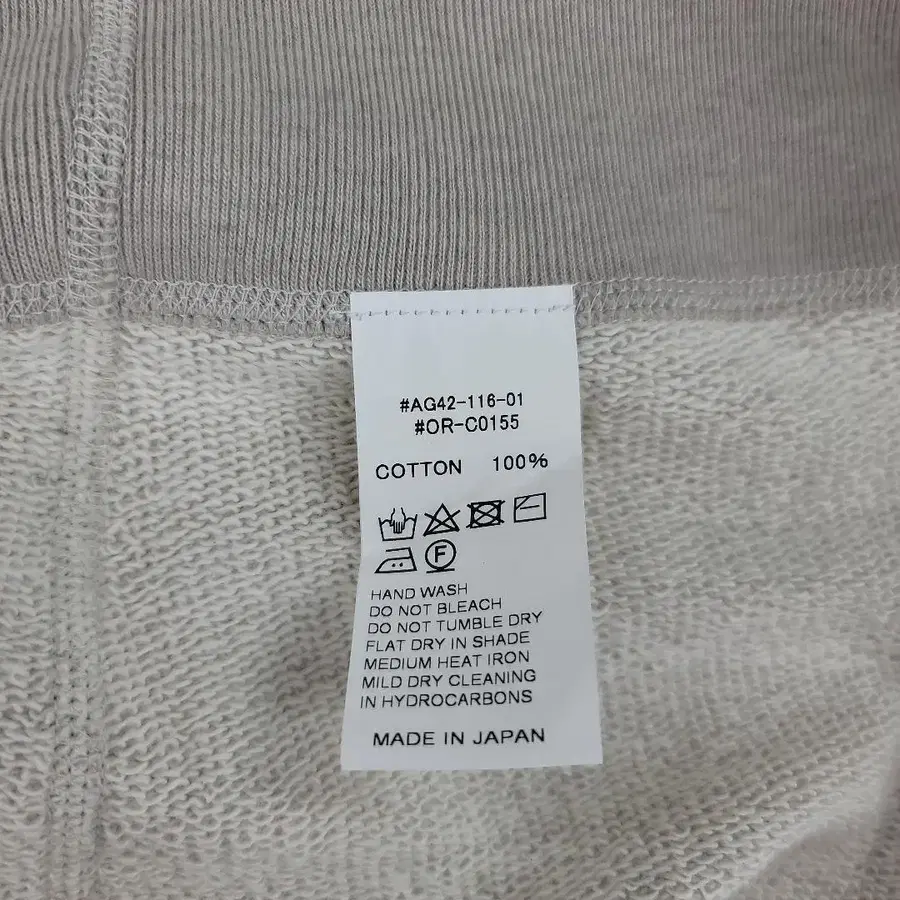 #AG42-116-01
#OR-C0155
COTTON 100%
F
HAND WASH
DO NOT BLEACH
DO NOT TUMBLE DRY
FLAT DRY IN SHADE
MEDIUM HEAT IRON
MILD DRY CLEANING
IN HYDROCARBONS
MADE IN JAPAN